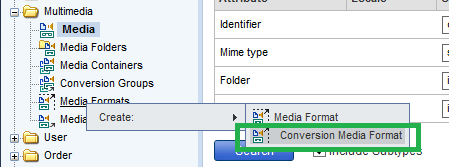 Attribute Locale S
Multimedia
Media
Identifier
Media Folders
Media Containers
Mime type
Conversion Groups
Folder
Media Formats
Media
Create:
Media Format
Conversion Media Format
User
Order
Search
Include Subtypes